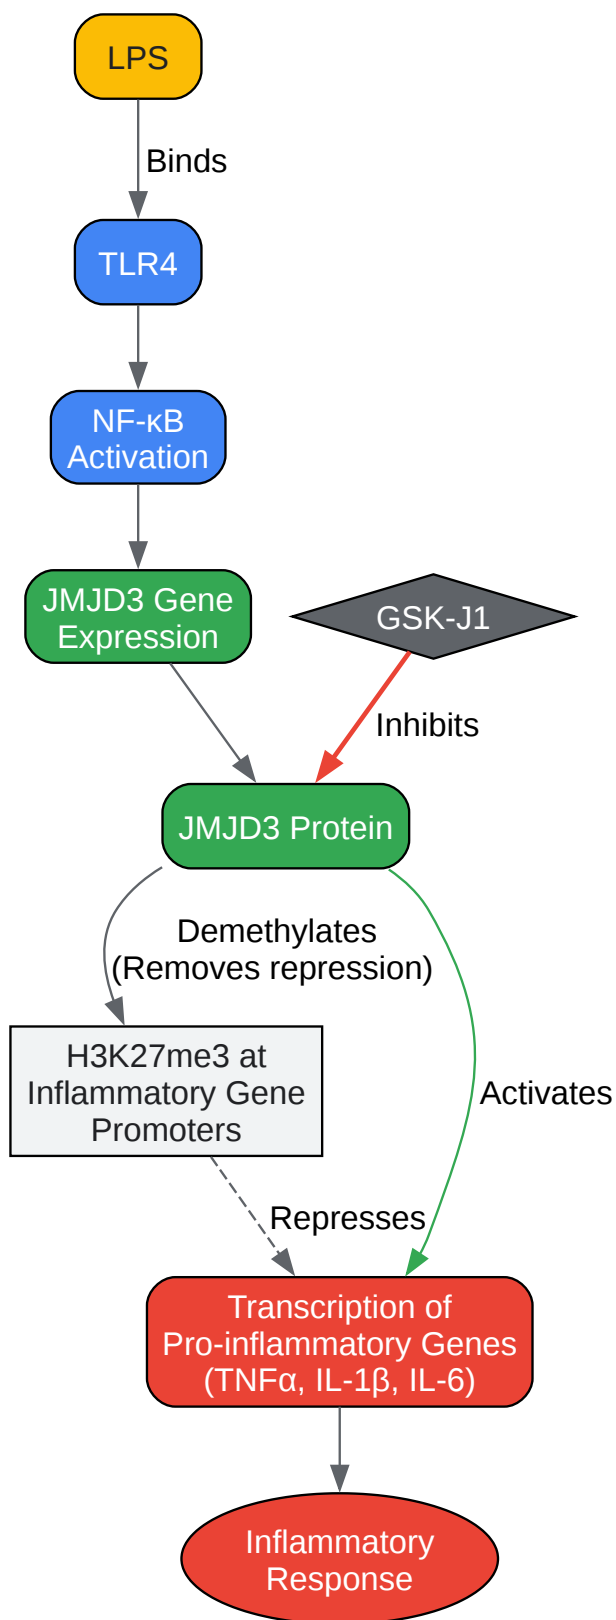 LPS
Binds
TLR4
NF-κB
Activation
JMJD3 Gene
Expression
GSK-J1
Inhibits
JMJD3 Protein
Demethylates
(Removes repression)
H3K27me3 at
Inflammatory Gene
Promoters
Activates
Represses
Transcription of
Pro-inflammatory Genes
(TNFα, IL-1β, IL-6)
Inflammatory
Response